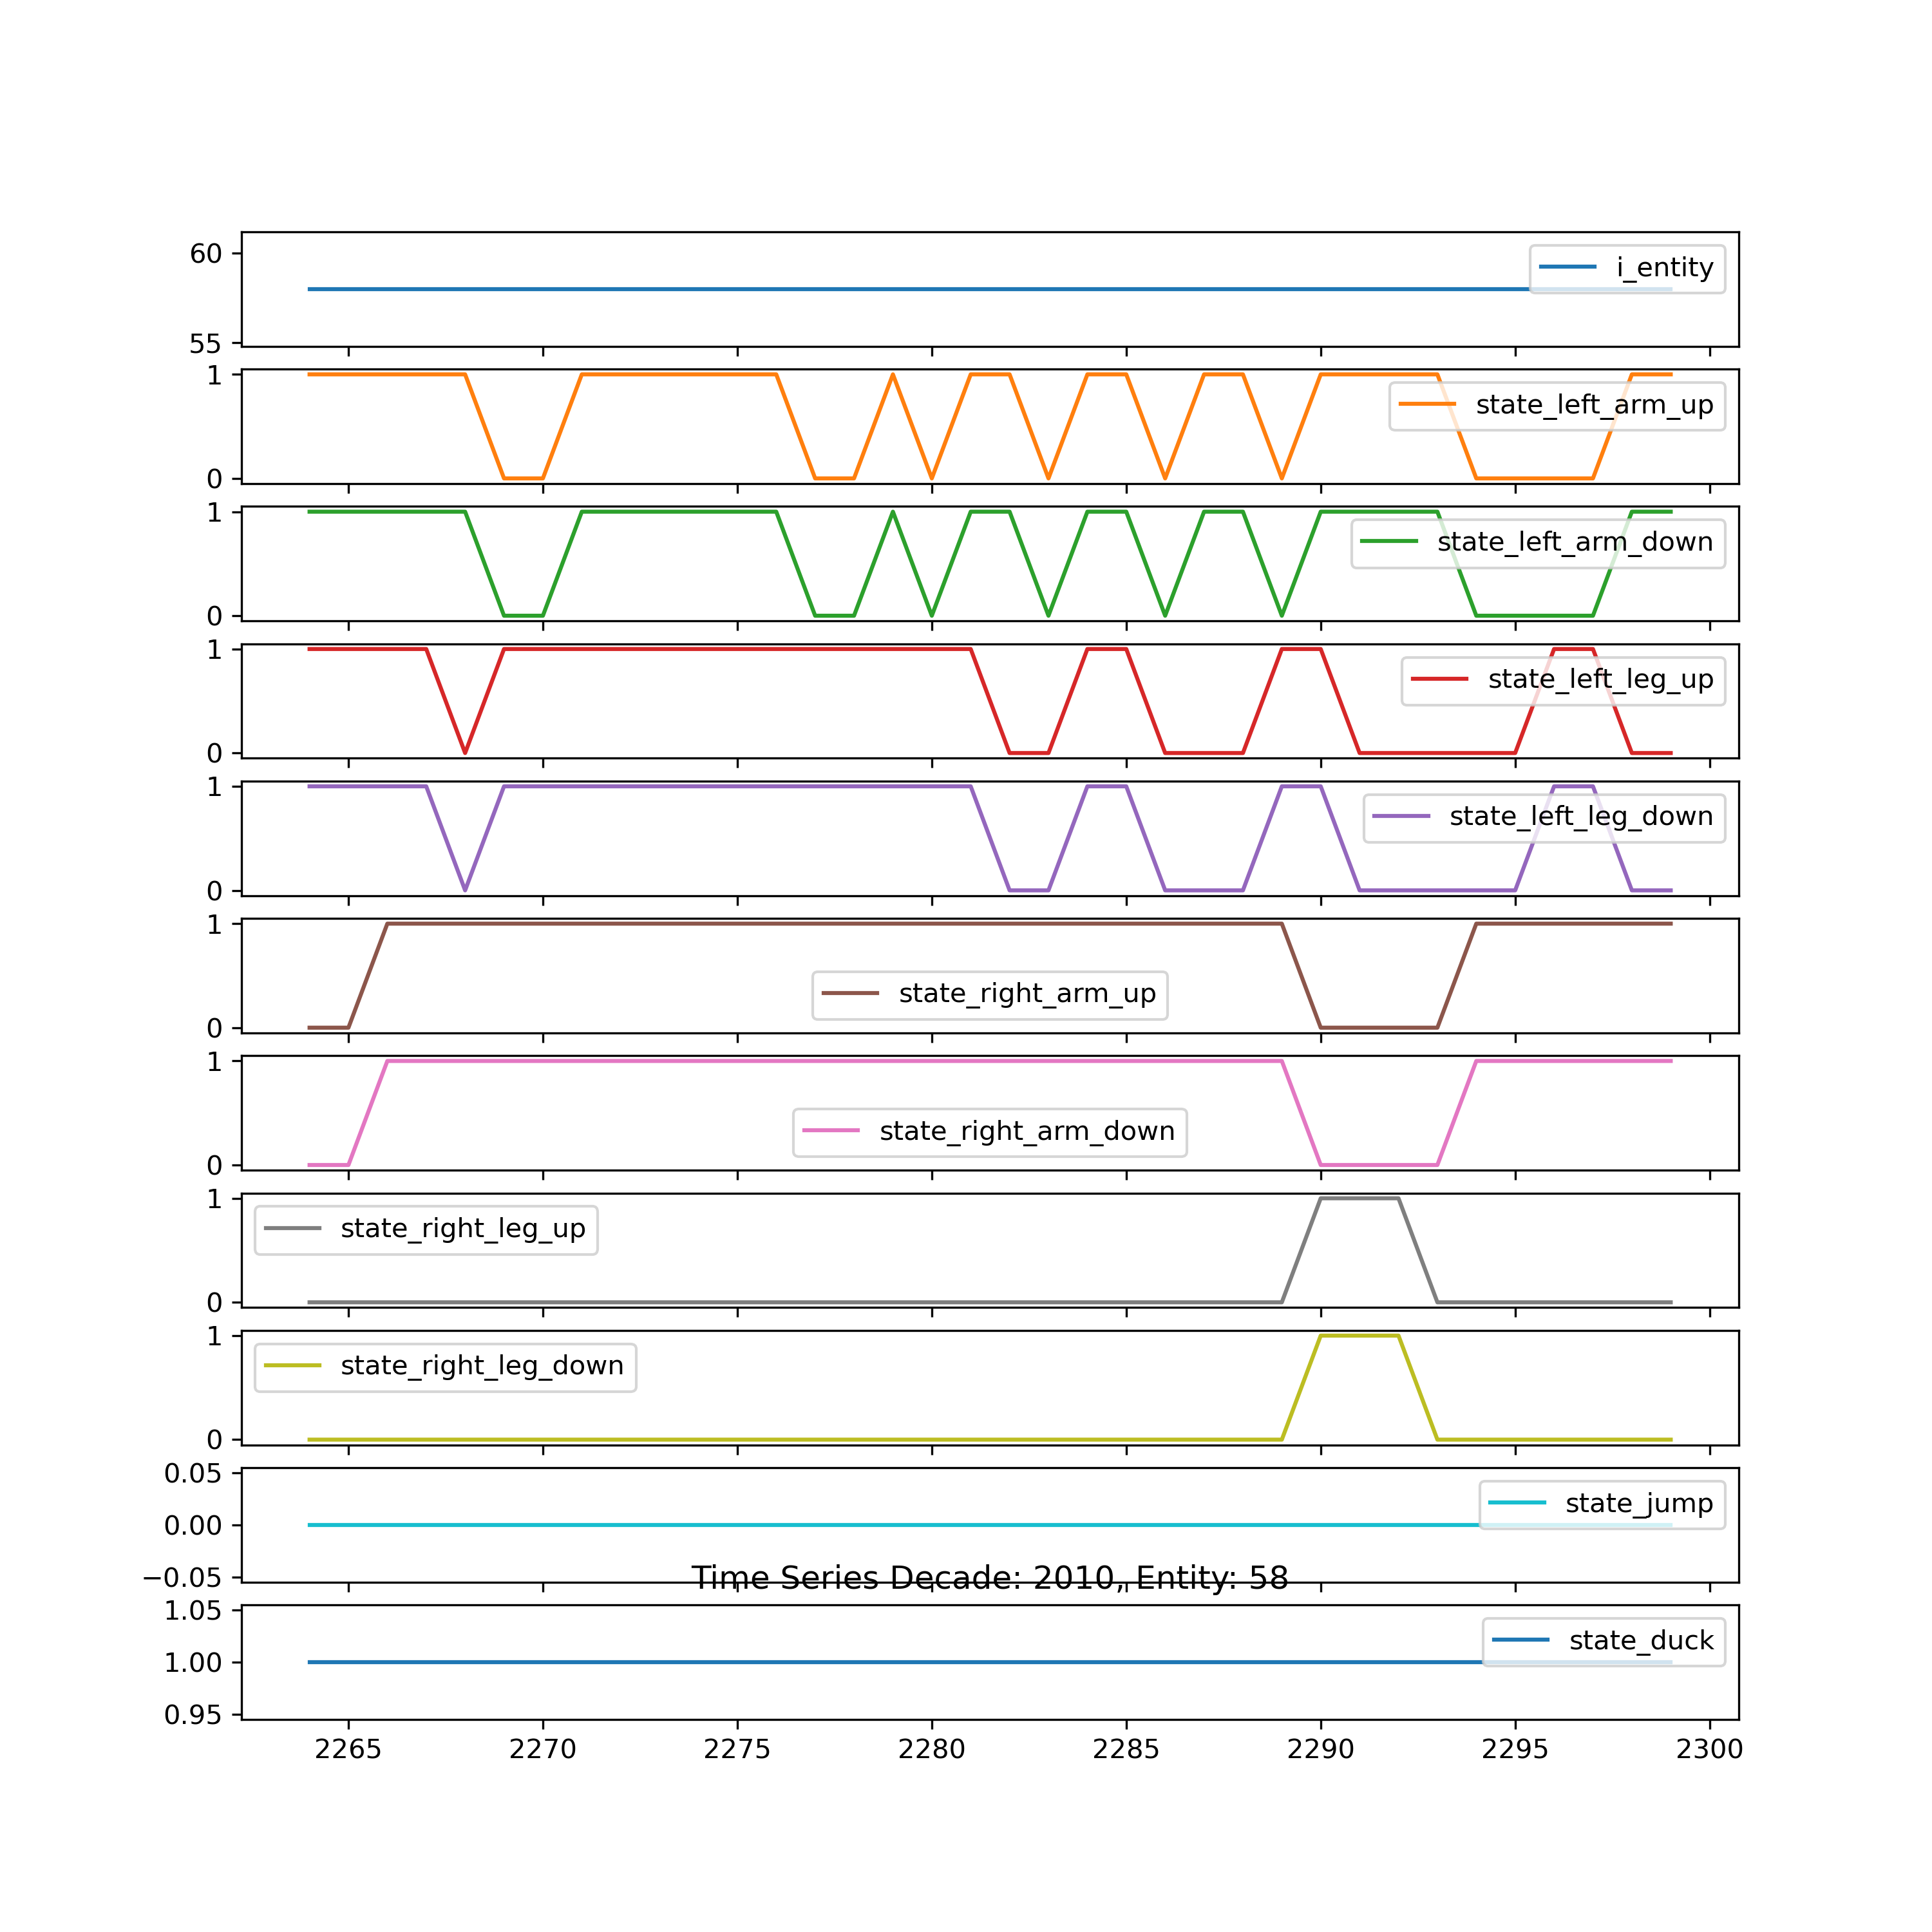 60
55
i_entity
1
0
state_left_arm_up
1
0
state_left_arm_down
1
0
state_left_leg_up
1
0
state_left_leg_down
1
0
state_right_arm_up
1
0
state_right_arm_down
1
0
state_right_leg_up
1
0
state_right_leg_down
0.05
0.00
−0.05
state_jump
Time Series Decade: 2010, Entity: 58
1.05
1.00
0.95
state_duck
2265 2270 2275 2280 2285 2290 2295 2300